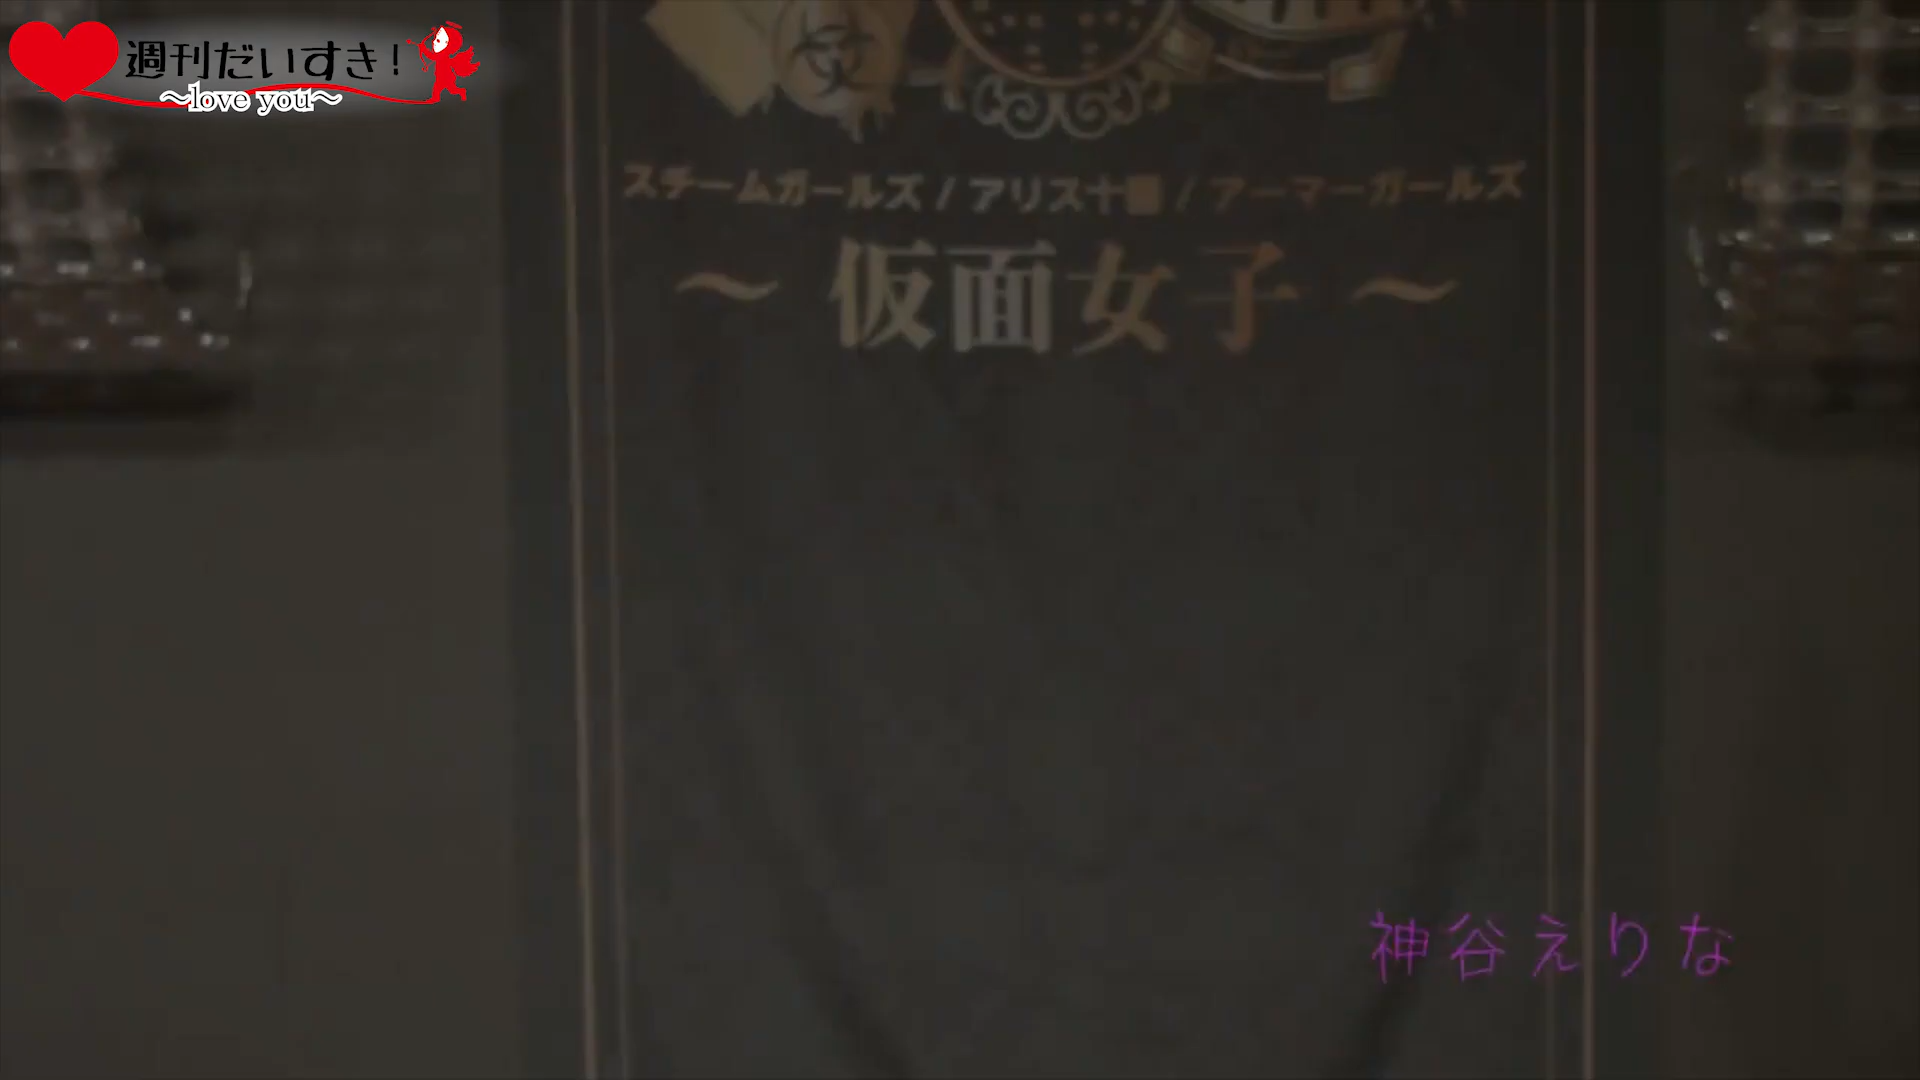 週刊だいすき!
～love you～
スチームガールズ / アリス十番 / アーマーガールズ
～ 仮面女子 ～
神谷えりな